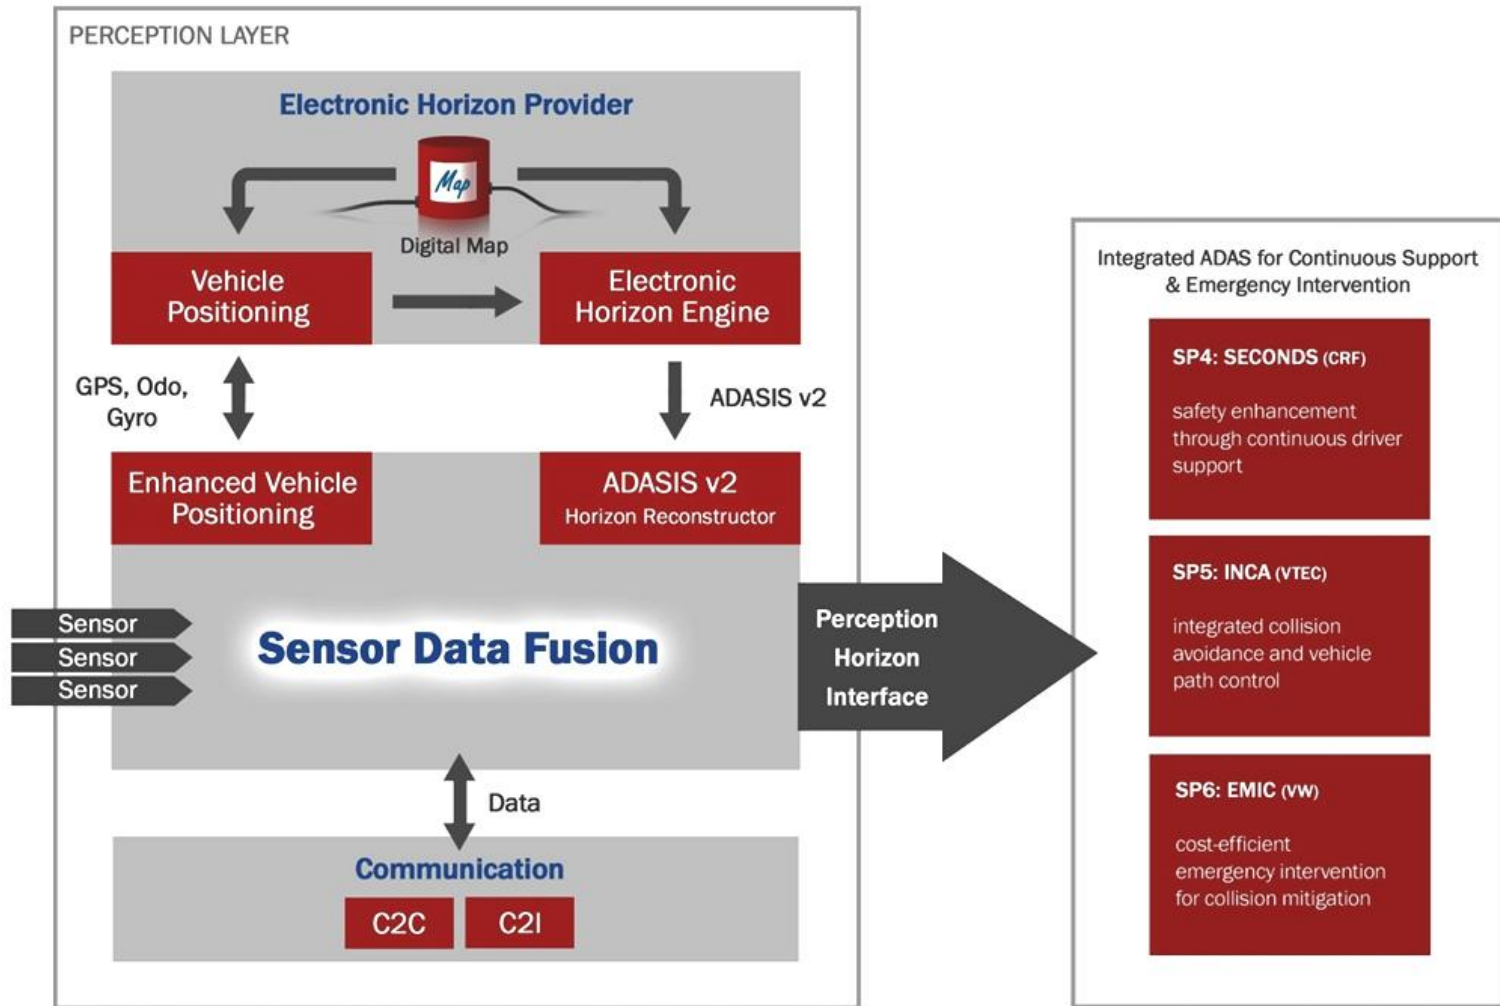 PERCEPTION LAYER
Electronic Horizon Provider
Map
Digital Map
Vehicle
Positioning
Electronic
Horizon Engine
GPS, Odo,
Gyro
ADASIS v2
Enhanced Vehicle
Positioning
ADASIS v2
Horizon Reconstructor
Sensor
Sensor
Sensor
Sensor Data Fusion
Perception
Horizon
Interface
Data
Communication
C2C
C2I
Integrated ADAS for Continuous Support
& Emergency Intervention
SP4: SECONDS (CRF)
safety enhancement
through continuous driver
support
SP5: INCA (VTEC)
integrated collision
avoidance and vehicle
path control
SP6: EMIC (VW)
cost-efficient
emergency intervention
for collision mitigation